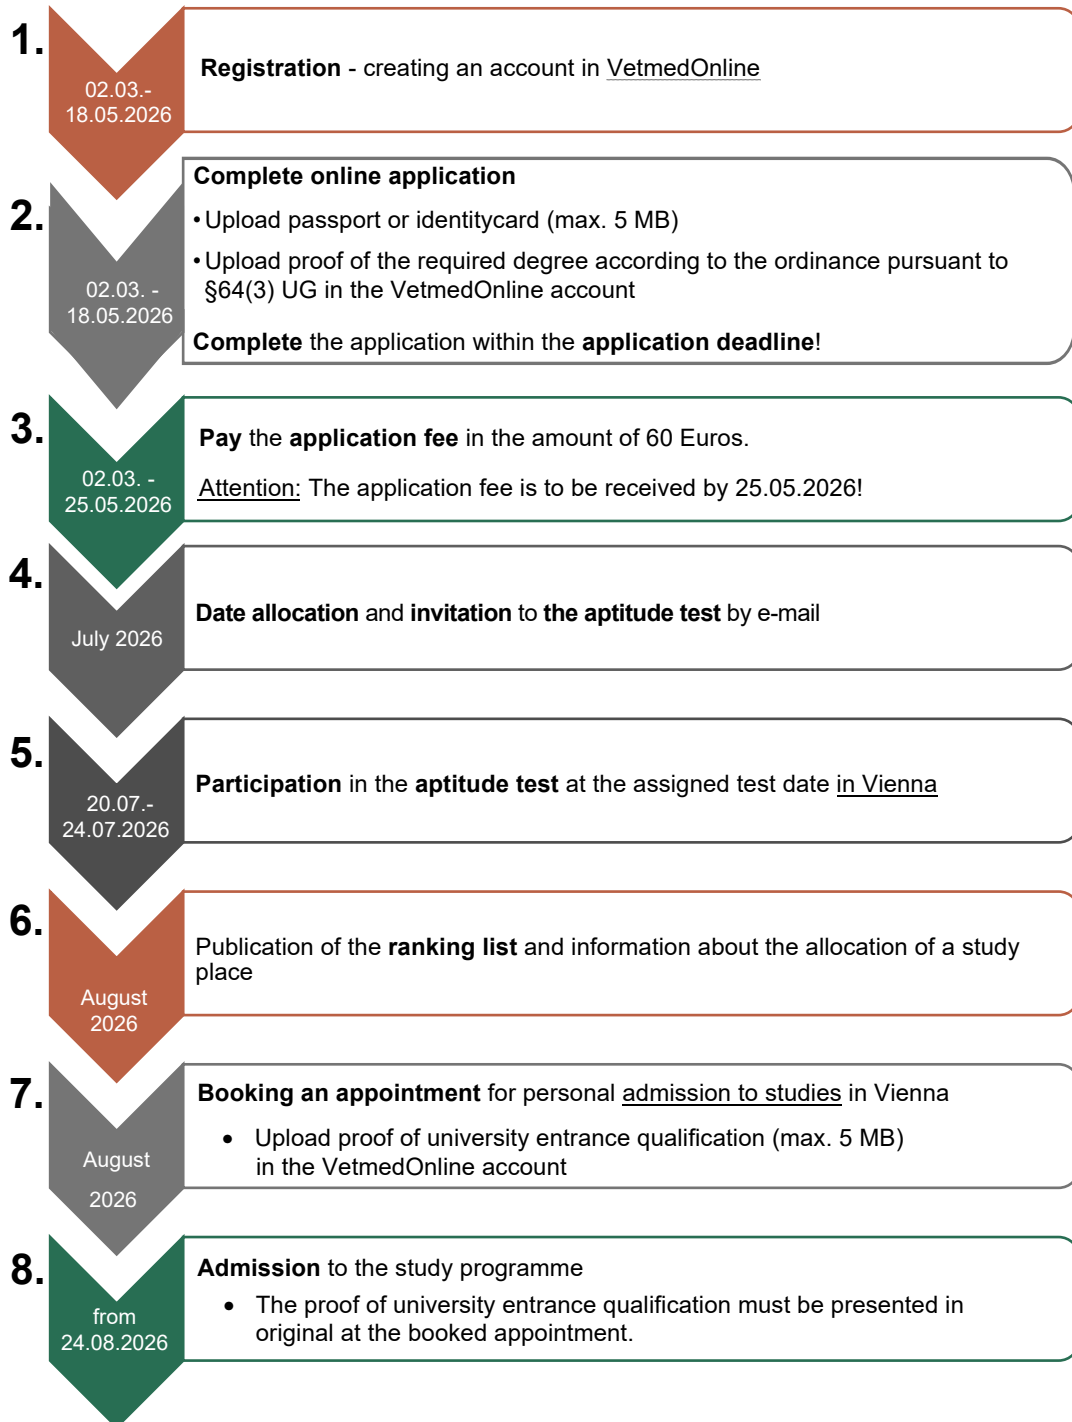 1.
02.03.-
18.05.2026
Registration - creating an account in VetmedOnline
2.
02.03. -
18.05.2026
Complete online application
• Upload passport or identitycard (max. 5 MB)
• Upload proof of the required degree according to the ordinance pursuant to
§64(3) UG in the VetmedOnline account
Complete the application within the application deadline!
3.
02.03. -
25.05.2026
Pay the application fee in the amount of 60 Euros.
Attention: The application fee is to be received by 25.05.2026!
4.
July 2026
Date allocation and invitation to the aptitude test by e-mail
5.
20.07.-
24.07.2026
Participation in the aptitude test at the assigned test date in Vienna
6.
August
2026
Publication of the ranking list and information about the allocation of a study
place
7.
August
2026
Booking an appointment for personal admission to studies in Vienna
• Upload proof of university entrance qualification (max. 5 MB)
in the VetmedOnline account
8.
from
24.08.2026
Admission to the study programme
• The proof of university entrance qualification must be presented in
original at the booked appointment.